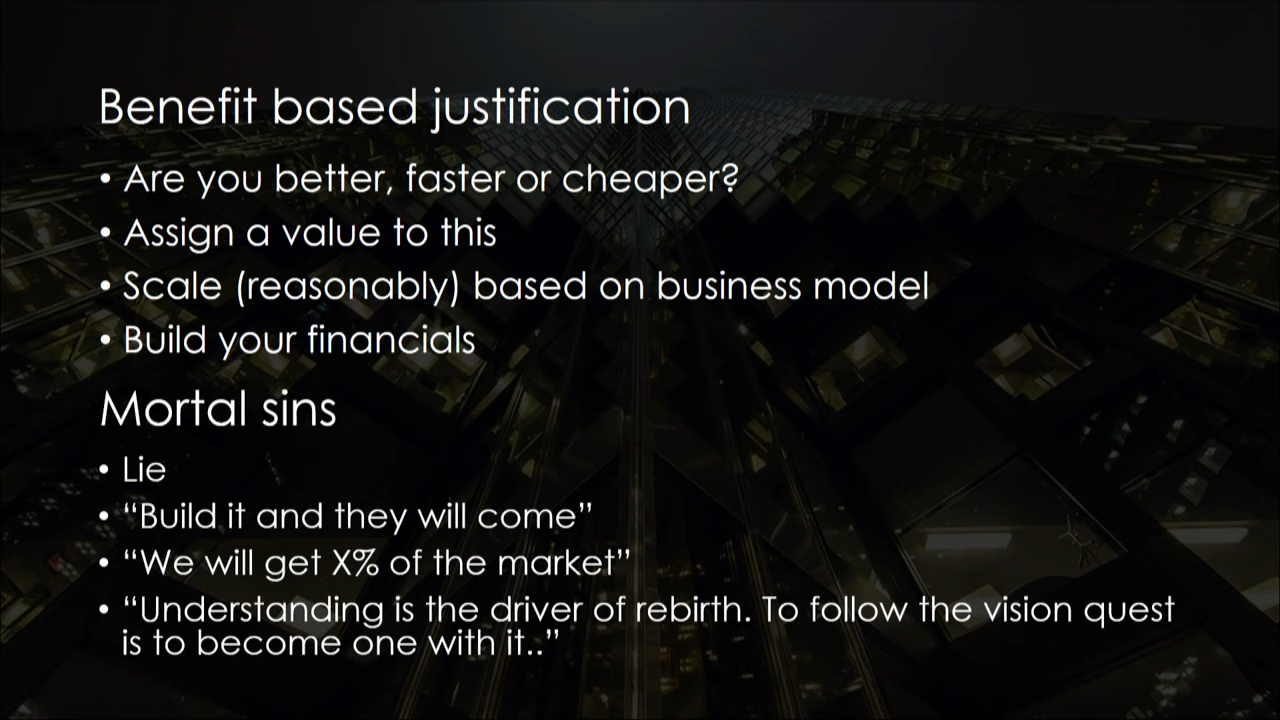 Benefit based justification
• Are you better, faster or cheaper?
• Assign a value to this
• Scale (reasonably) based on business model
• Build your financials
Mortal sins
• Lie
• “Build it and they will come”
• “We will get X% of the market”
• “Understanding is the driver of rebirth. To follow the vision quest
is to become one with it..”